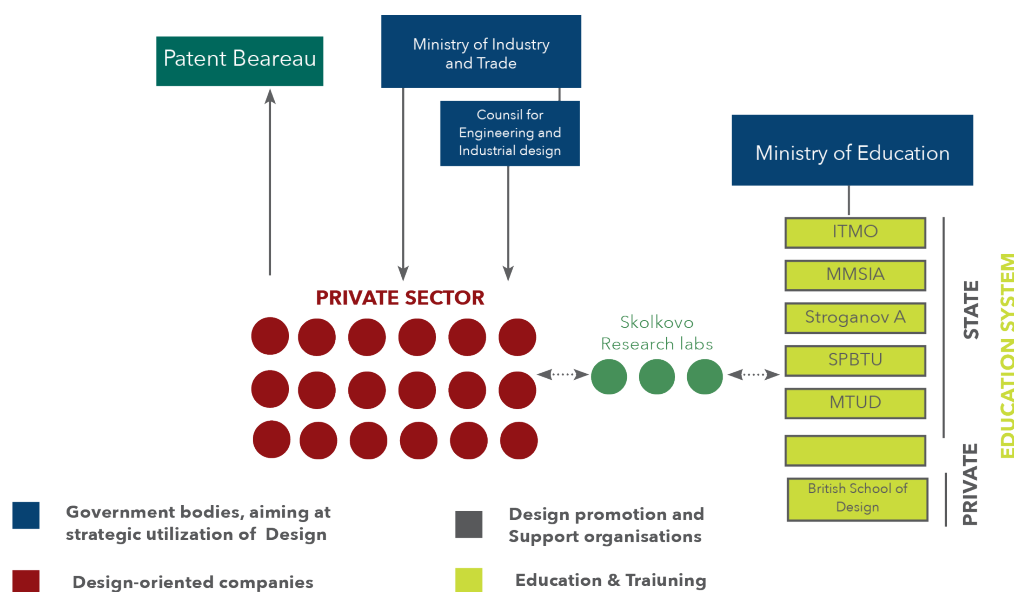 Patent Beareau
Ministry of Industry
and Trade
Counsil for
Engineering and
Industrial design
Ministry of Education
ITMO
MMSIA
Stroganov A
SPBTU
MTUD
British School of
Design
STATE
PRIVATE
EDUCATION SYSTEM
PRIVATE SECTOR
Skolkovo
Research labs
Government bodies, aiming at
strategic utilization of Design
Design-oriented companies
Design promotion and
Support organisations
Education & Traiuning